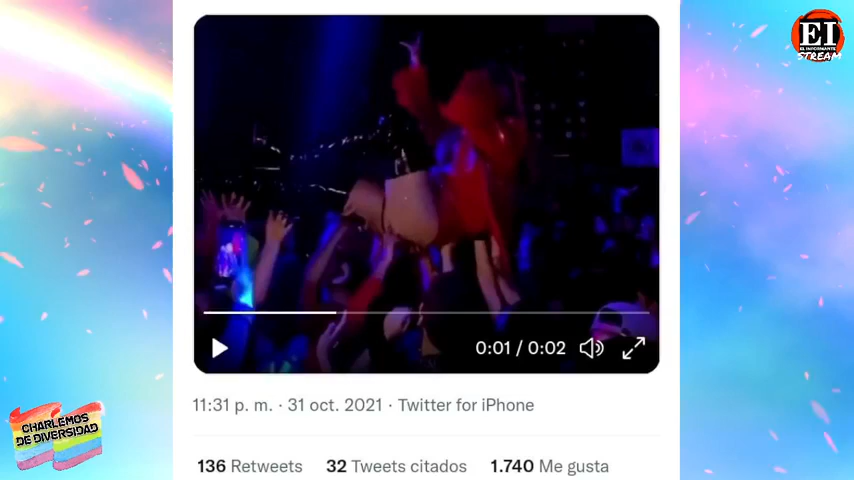 EI
EL INFORMANTE
STREAM
0:01 / 0:02
11:31 p. m. · 31 oct. 2021 · Twitter for iPhone
CHARLEMOS
DE DIVERSIDAD
136 Retweets 32 Tweets citados 1.740 Me gusta